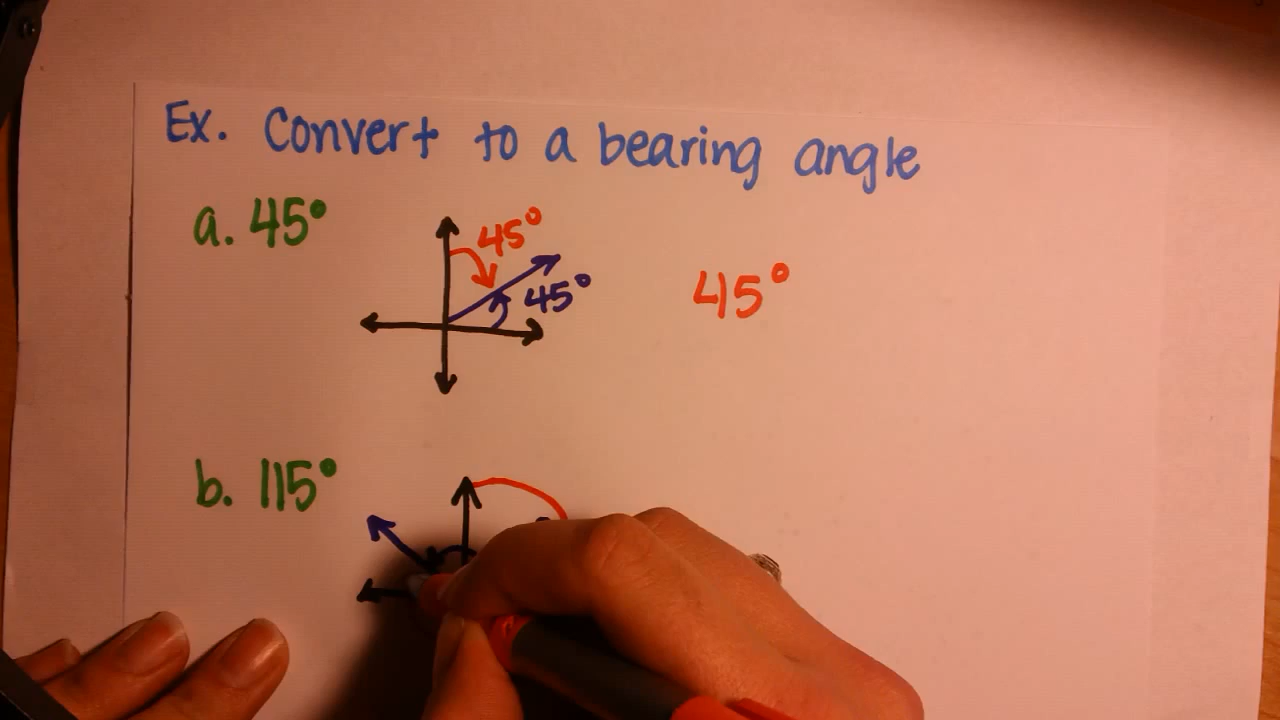 Ex. Convert to a bearing angle
a. 45°
45°
45°
45°
b. 115°